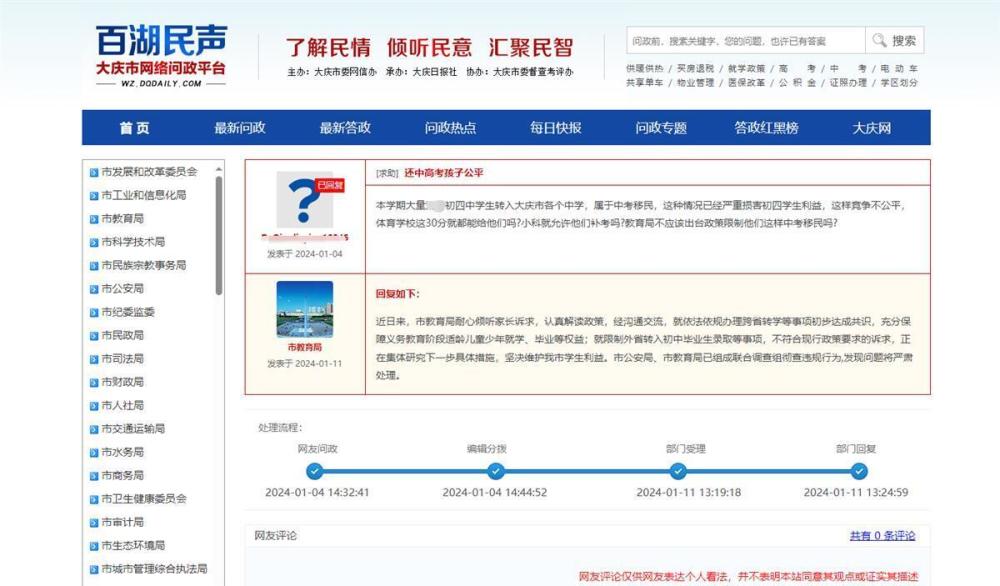 百湖民声
大庆市网络问政平台
WZ.DQDAILY.COM
了解民情 倾听民意 汇聚民智
主办：大庆市委网信办 承办：大庆日报社 协办：大庆市委督查考评办
问政前，搜索关键字，您的问题，也许已有答案
搜索
供暖供热 / 买房退税 / 就学政策 / 高 考 / 中 考 / 电 动 车
共享单车 / 物业管理 / 医保改革 / 公 积 金 / 证照办理 / 学区划分
首 页 最新问政 最新答政 问政热点 每日快报 问政专题 答政红黑榜 大庆网
市发展和改革委员会
市工业和信息化局
市教育局
市科学技术局
市民族宗教事务局
市公安局
市纪委监委
市民政局
市司法局
市财政局
市人社局
市交通运输局
市水务局
市商务局
市卫生健康委员会
市审计局
市生态环境局
市城市管理综合执法局
已回复
发表于 2024-01-04
[求助] 还中高考孩子公平
本学期大量初四中学生转入大庆市各个中学，属于中考移民，这种情况已经严重损害初四学生利益，这样竞争不公平，
体育学校这30分就都能给他们吗?小科就允许他们补考吗?教育局不应该出台政策限制他们这样中考移民吗?
市教育局
发表于 2024-01-11
回复如下：
近日来，市教育局耐心倾听家长诉求，认真解读政策，经沟通交流，就依法依规办理跨省转学等事项初步达成共识，充分保
障义务教育阶段适龄儿童少年就学、毕业等权益；就限制外省转入初中毕业生录取等事项，不符合现行政策要求的诉求，正
在集体研究下一步具体措施，坚决维护我市学生利益。市公安局、市教育局已组成联合调查组彻查违规行为,发现问题将严肃
处理。
处理流程：
网友问政 编辑分拨 部门受理 部门回复
2024-01-04 14:32:41 2024-01-04 14:44:52 2024-01-11 13:19:18 2024-01-11 13:24:59
网友评论
共有 0 条评论
网友评论仅供网友表达个人看法，并不表明本站同意其观点或证实其描述